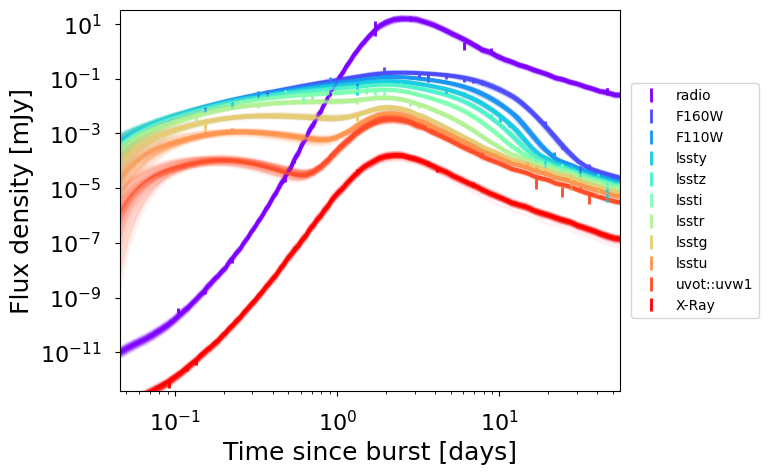 Flux density [mJy]
10¹
10⁻¹
10⁻³
10⁻⁵
10⁻⁷
10⁻⁹
10⁻¹¹
10⁻¹ 10⁰ 10¹
Time since burst [days]
radio
F160W
F110W
lssty
lsstz
lssti
lsstr
lsstg
lsstu
uvot::uvw1
X-Ray